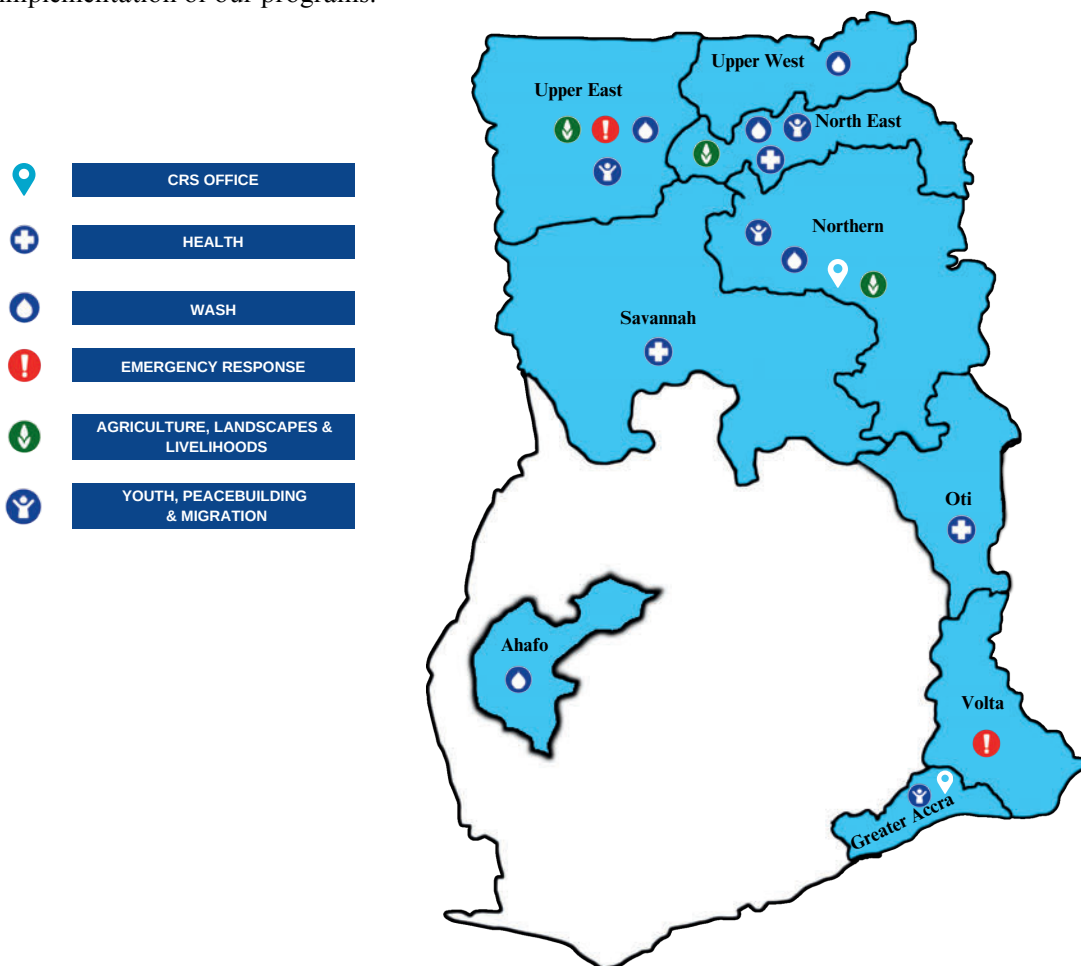 implementation of our programs.
CRS OFFICE
HEALTH
WASH
EMERGENCY RESPONSE
AGRICULTURE, LANDSCAPES &
LIVELIHOODS
YOUTH, PEACEBUILDING
& MIGRATION
Upper West
Upper East
North East
Northern
Savannah
Oti
Ahafo
Volta
Greater Accra